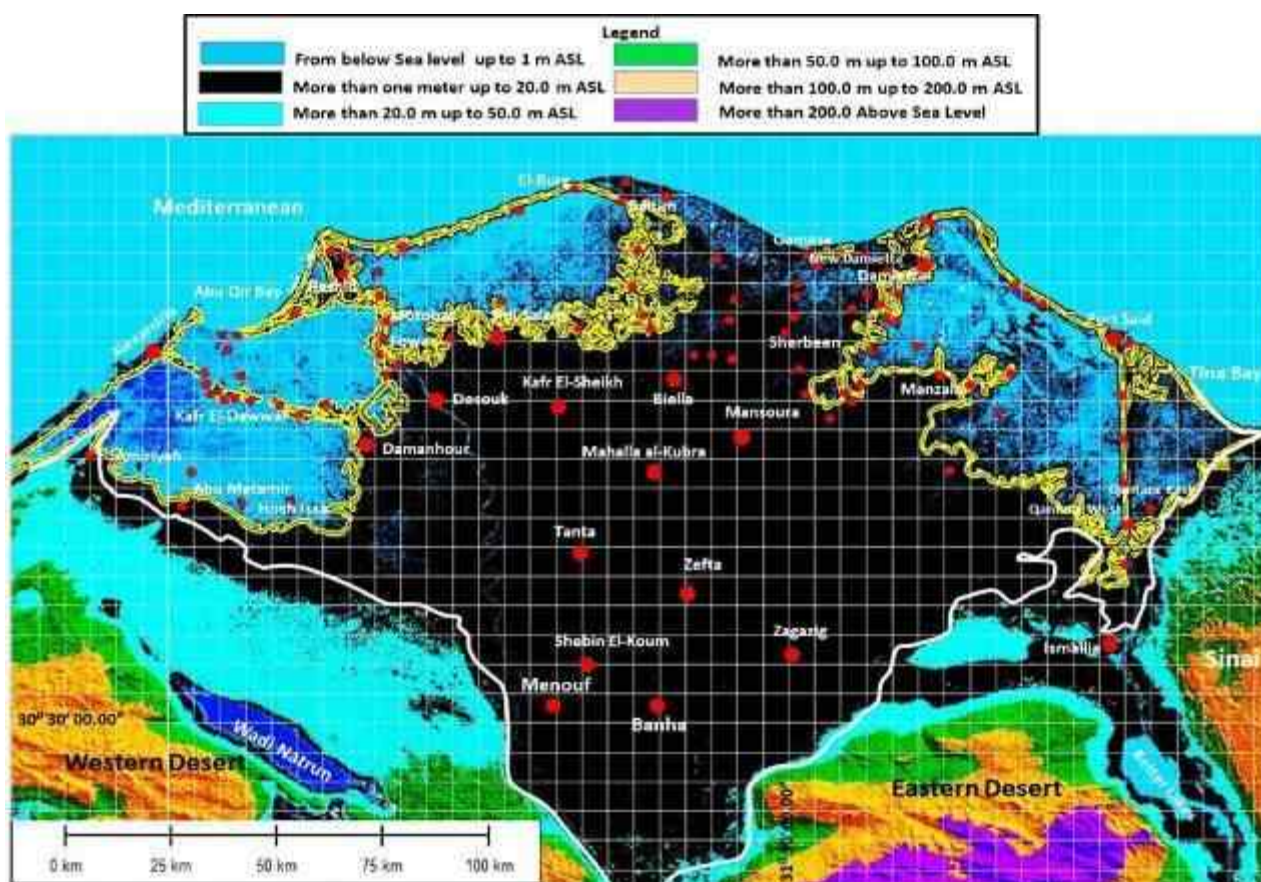 Legend
From below Sea level up to 1 m ASL
More than one meter up to 20.0 m ASL
More than 20.0 m up to 50.0 m ASL
More than 50.0 m up to 100.0 m ASL
More than 100.0 m up to 200.0 m ASL
More than 200.0 Above Sea Level
Mediterranean
El-Burg
Baltim
Gamasa
New Damietta
Damietta
Abu Qir Bay
Rashid
Motobas
Sidi Salem
Fowa
Port Said
Tina Bay
Sherbeen
Manzala
Kafr El-Sheikh
Biella
Desouk
Kafr El-Dewwar
Mansoura
Damanhour
Mahalla al-Kubra
Abu Metamir
Hosh Issa
Qantara East
Qantara West
Tanta
Zefta
Shebin El-Koum
Zagazig
Ismailia
Sinai
Menouf
Banha
30° 30' 00.00"
Wadi Natrun
Western Desert
Eastern Desert
0 km 25 km 50 km 75 km 100 km